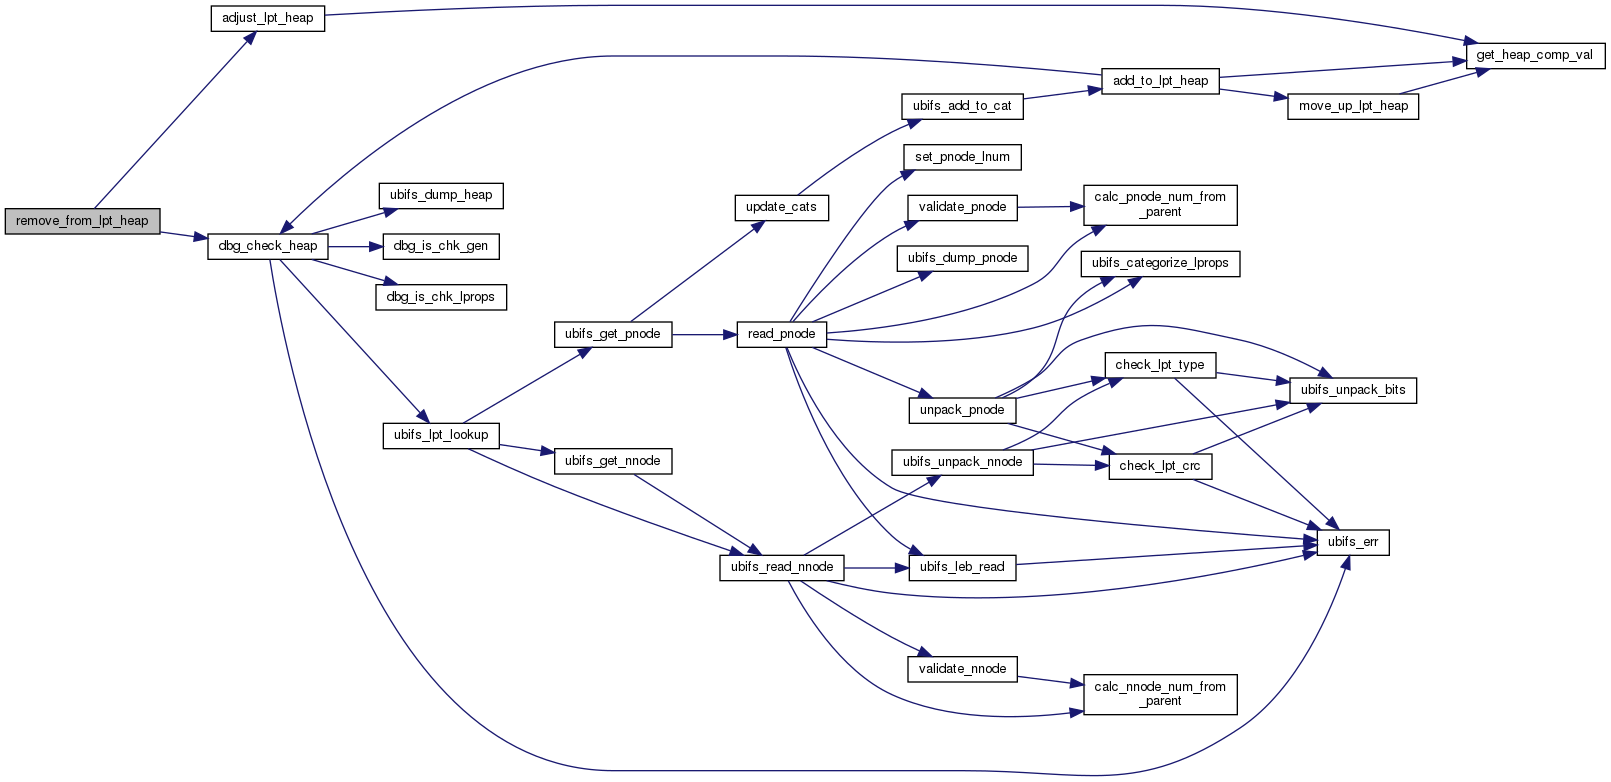 adjust_lpt_heap
get_heap_comp_val
add_to_lpt_heap
ubifs_add_to_cat
move_up_lpt_heap
set_pnode_lnum
ubifs_dump_heap
update_cats
validate_pnode
calc_pnode_num_from
_parent
remove_from_lpt_heap
dbg_check_heap
dbg_is_chk_gen
ubifs_dump_pnode
ubifs_categorize_lprops
dbg_is_chk_lprops
ubifs_get_pnode
read_pnode
check_lpt_type
ubifs_unpack_bits
unpack_pnode
ubifs_lpt_lookup
ubifs_get_nnode
ubifs_unpack_nnode
check_lpt_crc
ubifs_err
ubifs_read_nnode
ubifs_leb_read
validate_nnode
calc_nnode_num_from
_parent